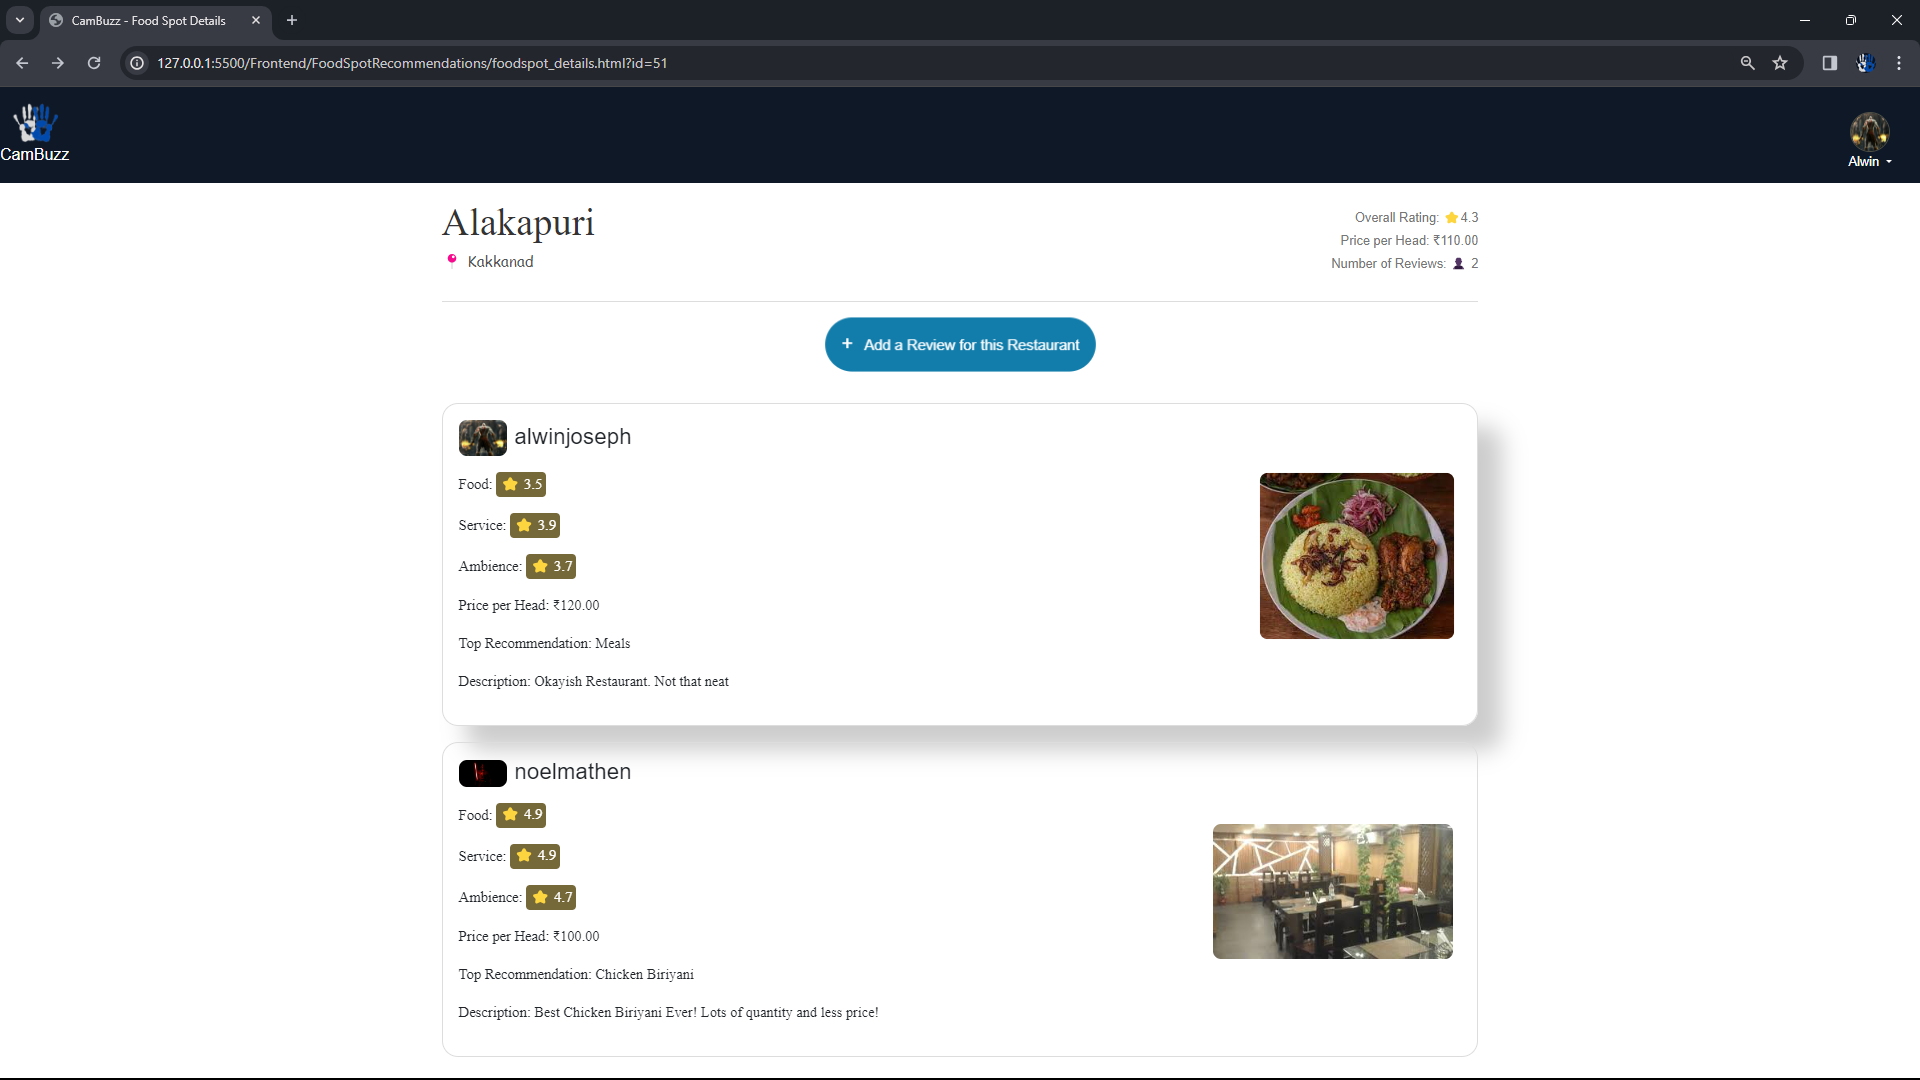 CamBuzz - Food Spot Details
127.0.0.1:5500/Frontend/FoodSpotRecommendations/foodspot_details.html?id=51
CamBuzz
Alwin
Alakapuri
Kakkanad
Overall Rating: ⭐4.3
Price per Head: ₹110.00
Number of Reviews: 👤 2
+ Add a Review for this Restaurant
alwinjoseph
Food: ⭐ 3.5
Service: ⭐ 3.9
Ambience: ⭐ 3.7
Price per Head: ₹120.00
Top Recommendation: Meals
Description: Okayish Restaurant. Not that neat
noelmathen
Food: ⭐ 4.9
Service: ⭐ 4.9
Ambience: ⭐ 4.7
Price per Head: ₹100.00
Top Recommendation: Chicken Biriyani
Description: Best Chicken Biriyani Ever! Lots of quantity and less price!